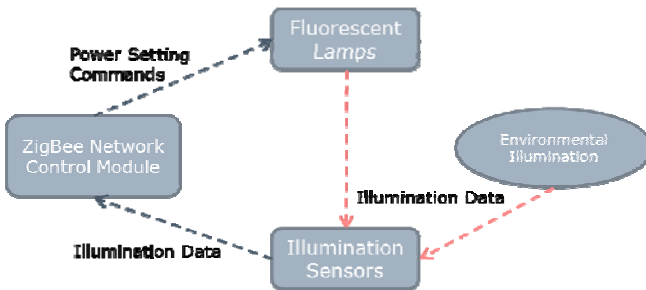 Fluorescent
Lamps
Power Setting
Commands
ZigBee Network
Control Module
Environmental
Illumination
Illumination Data
Illumination Data
Illumination
Sensors